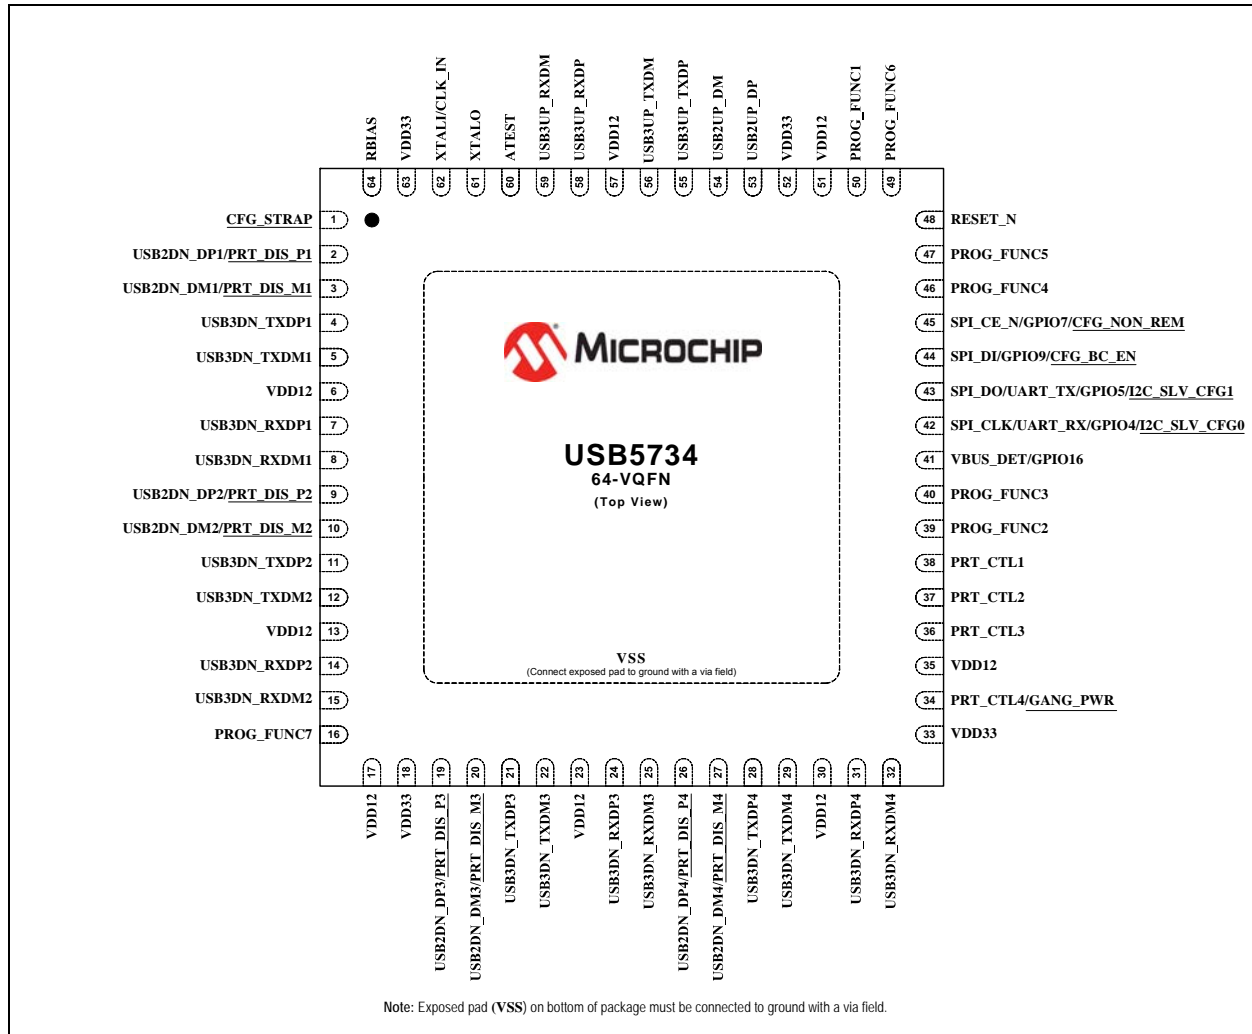 RBIAS
VDD33
XTALI/CLK_IN
XTALO
ATEST
USB3UP_RXDM
USB3UP_RXDP
VDD12
USB3UP_TXDM
USB3UP_TXDP
USB2UP_DM
USB2UP_DP
VDD33
VDD12
PROG_FUNC1
PROG_FUNC6
64
63
62
61
60
59
58
57
56
55
54
53
52
51
50
49
CFG_STRAP 1
USB2DN_DP1/PRT_DIS_P1 2
USB2DN_DM1/PRT_DIS_M1 3
USB3DN_TXDP1 4
USB3DN_TXDM1 5
VDD12 6
USB3DN_RXDP1 7
USB3DN_RXDM1 8
USB2DN_DP2/PRT_DIS_P2 9
USB2DN_DM2/PRT_DIS_M2 10
USB3DN_TXDP2 11
USB3DN_TXDM2 12
VDD12 13
USB3DN_RXDP2 14
USB3DN_RXDM2 15
PROG_FUNC7 16
MICROCHIP
USB5734
64-VQFN
(Top View)
VSS
(Connect exposed pad to ground with a via field)
48 RESET_N
47 PROG_FUNC5
46 PROG_FUNC4
45 SPI_CE_N/GPIO7/CFG_NON_REM
44 SPI_DI/GPIO9/CFG_BC_EN
43 SPI_DO/UART_TX/GPIO5/I2C_SLV_CFG1
42 SPI_CLK/UART_RX/GPIO4/I2C_SLV_CFG0
41 VBUS_DET/GPIO16
40 PROG_FUNC3
39 PROG_FUNC2
38 PRT_CTL1
37 PRT_CTL2
36 PRT_CTL3
35 VDD12
34 PRT_CTL4/GANG_PWR
33 VDD33
17
18
19
20
21
22
23
24
25
26
27
28
29
30
31
32
VDD12
VDD33
USB2DN_DP3/PRT_DIS_P3
USB2DN_DM3/PRT_DIS_M3
USB3DN_TXDP3
USB3DN_TXDM3
VDD12
USB3DN_RXDP3
USB3DN_RXDM3
USB2DN_DP4/PRT_DIS_P4
USB2DN_DM4/PRT_DIS_M4
USB3DN_TXDP4
USB3DN_TXDM4
VDD12
USB3DN_RXDP4
USB3DN_RXDM4
Note: Exposed pad (VSS) on bottom of package must be connected to ground with a via field.